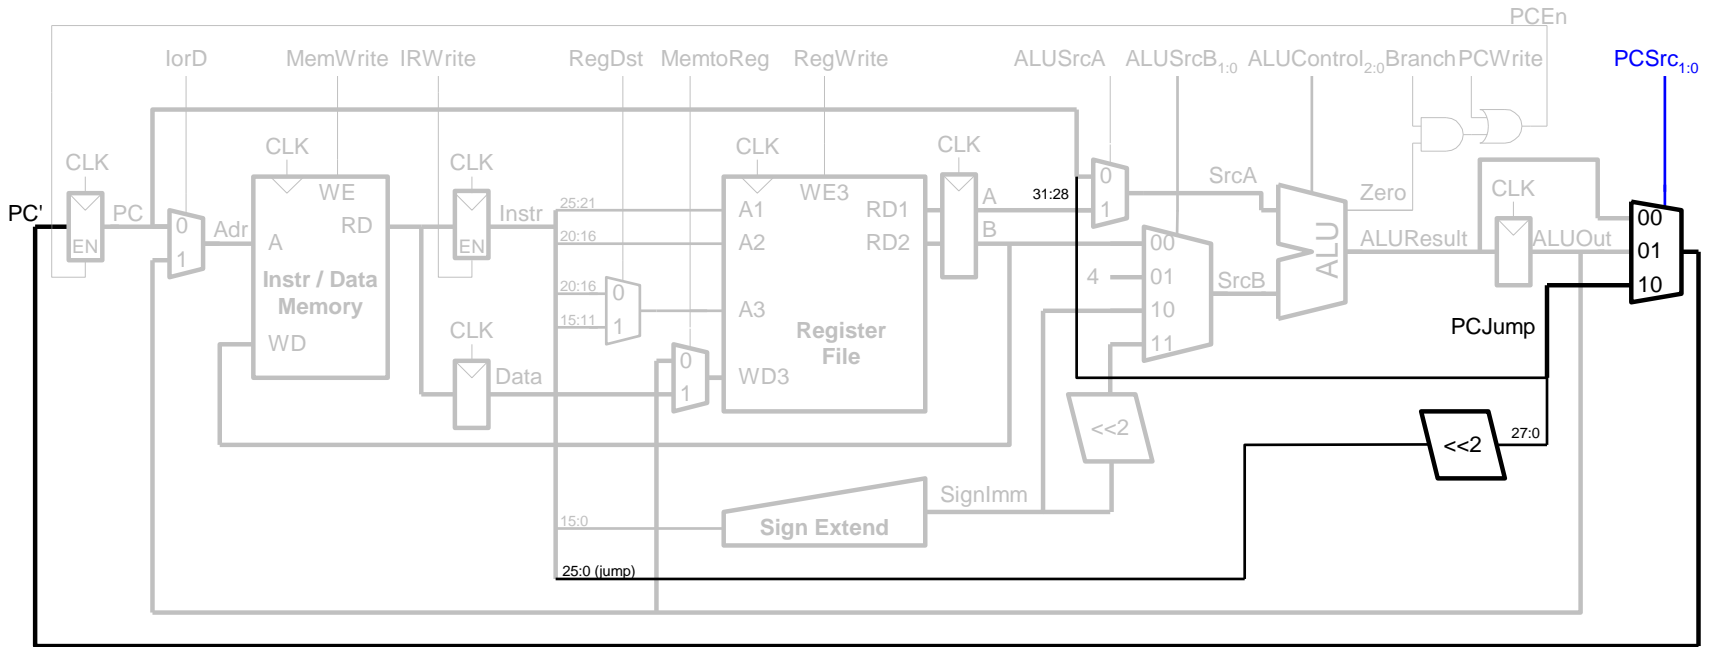 PCEn
IorD MemWrite IRWrite RegDst MemtoReg RegWrite ALUSrcA ALUSrcB1:0 ALUControl2:0 Branch PCWrite PCSrc1:0
CLK CLK CLK CLK CLK CLK
PC' PC EN
0 1 Adr
WE A RD Instr / Data Memory WD
EN Instr
CLK Data
25:21
20:16
20:16
15:11
15:0
25:0 (jump)
0 1
0 1
WE3 A1 A2 A3 WD3 RD1 RD2 Register File
A
B
31:28
0 1
SrcA
00 01 10 11
4
SrcB
ALU
Zero
ALUResult
CLK
ALUOut
00 01 10
PCJump
<<2
<<2
27:0
SignImm
Sign Extend